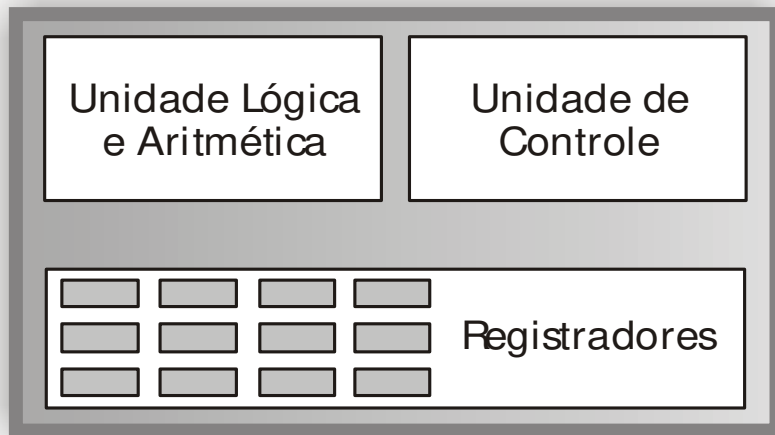 Unidade Lógica
e Aritmética
Unidade de
Controle
Registradores